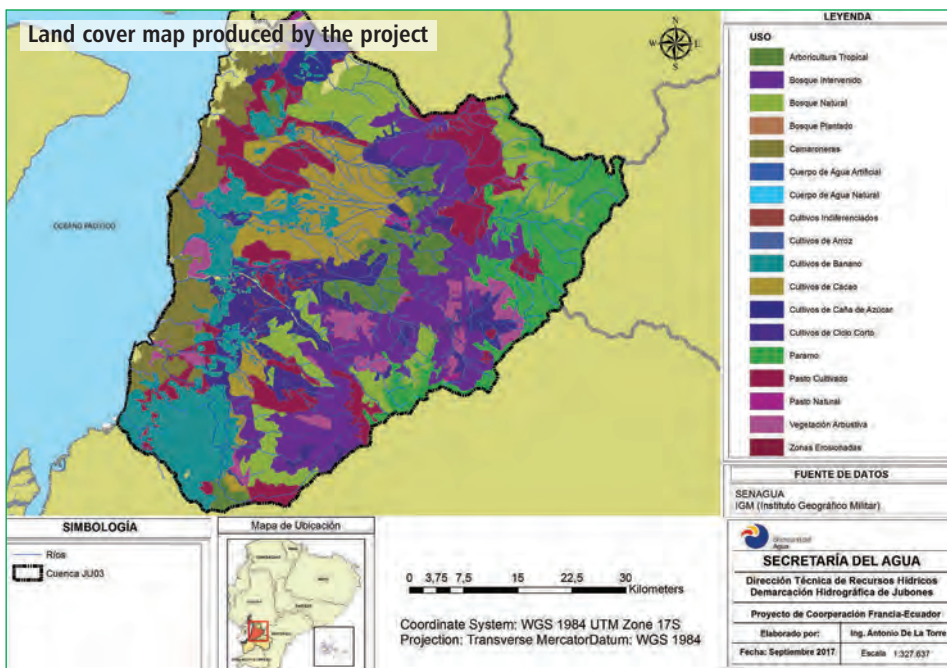 Land cover map produced by the project
N
W E
S
OCEANO PACÍFICO
LEYENDA
USO
Arboricultura Tropical
Bosque Intervenido
Bosque Natural
Bosque Plantado
Camaroneras
Cuerpo de Agua Artificial
Cuerpo de Agua Natural
Cultivos Indiferenciados
Cultivos de Arroz
Cultivos de Banano
Cultivos de Cacao
Cultivos de Caña de Azúcar
Cultivos de Ciclo Corto
Paramo
Pasto Cultivado
Pasto Natural
Vegetación Arbustiva
Zonas Erosionadas
FUENTE DE DATOS
SENAGUA
IGM (Instituto Geográfico Militar)
SIMBOLOGÍA
Ríos
Cuenca JU03
Mapa de Ubicación
0 3,75 7,5 15 22,5 30
Kilometers
Coordinate System: WGS 1984 UTM Zone 17S
Projection: Transverse MercatorDatum: WGS 1984
Agua
SECRETARÍA DEL AGUA
Dirección Técnica de Recursos Hídricos
Demarcación Hidrográfica de Jubones
Proyecto de Coorperación Francia-Ecuador
Elaborado por: Ing. Antonio De La Torre
Fecha: Septiembre 2017 Escala 1:327.637